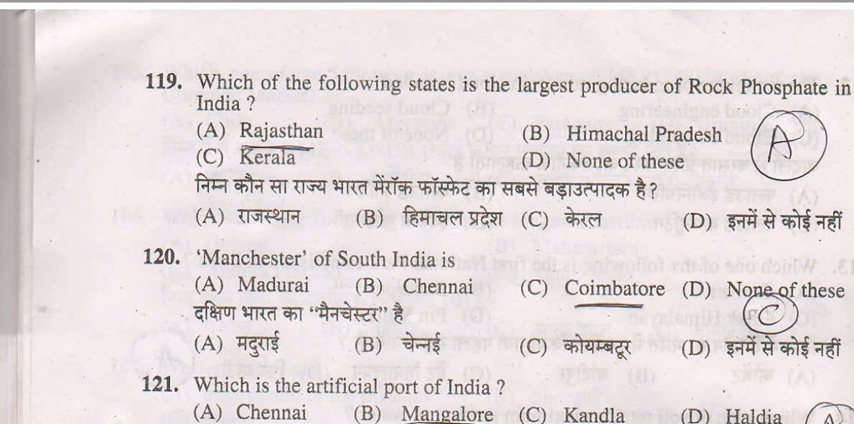 119. Which of the following states is the largest producer of Rock Phosphate in
India ?
(A) Rajasthan (B) Himachal Pradesh A
(C) Kerala (D) None of these
निम्न कौन सा राज्य भारत मेंरॉक फॉस्फेट का सबसे बड़ाउत्पादक है?
(A) राजस्थान (B) हिमाचल प्रदेश (C) केरल (D) इनमें से कोई नहीं
120. ‘Manchester’ of South India is
(A) Madurai (B) Chennai (C) Coimbatore (D) None of these
दक्षिण भारत का “मैनचेस्टर” है. C
(A) मदुराई (B) चेन्नई (C) कोयम्बटूर (D) इनमें से कोई नहीं
121. Which is the artificial port of India ?
(A) Chennai (B) Mangalore (C) Kandla (D) Haldia A